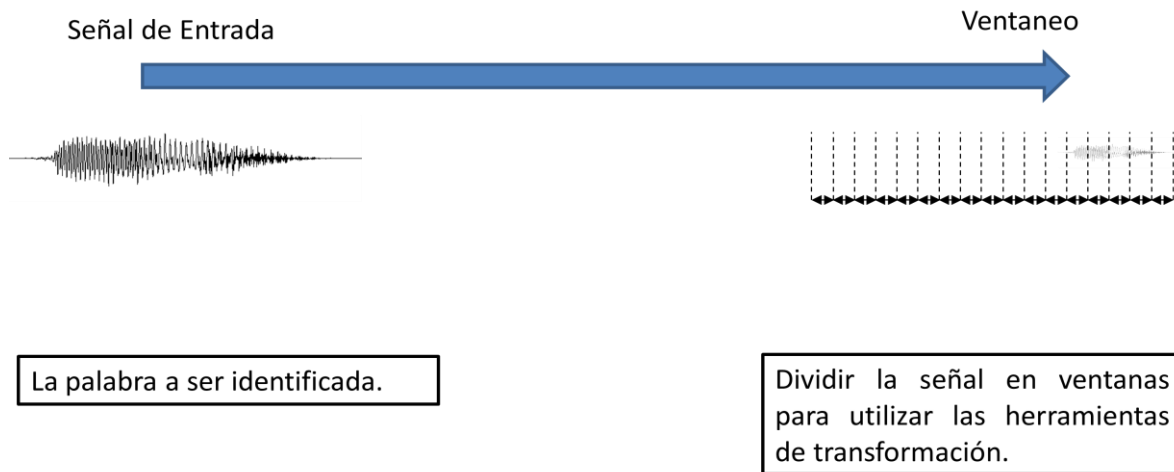 Señal de Entrada
Ventaneo
La palabra a ser identificada.
Dividir la señal en ventanas
para utilizar las herramientas
de transformación.